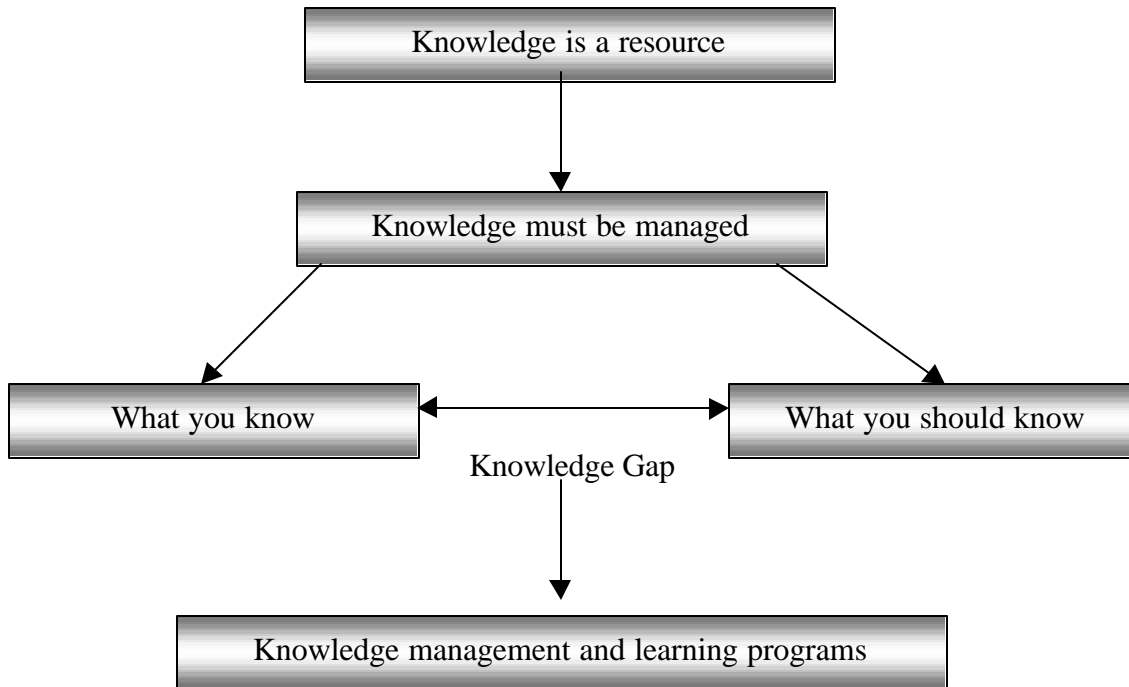 Knowledge is a resource
Knowledge must be managed
What you know
What you should know
Knowledge Gap
Knowledge management and learning programs